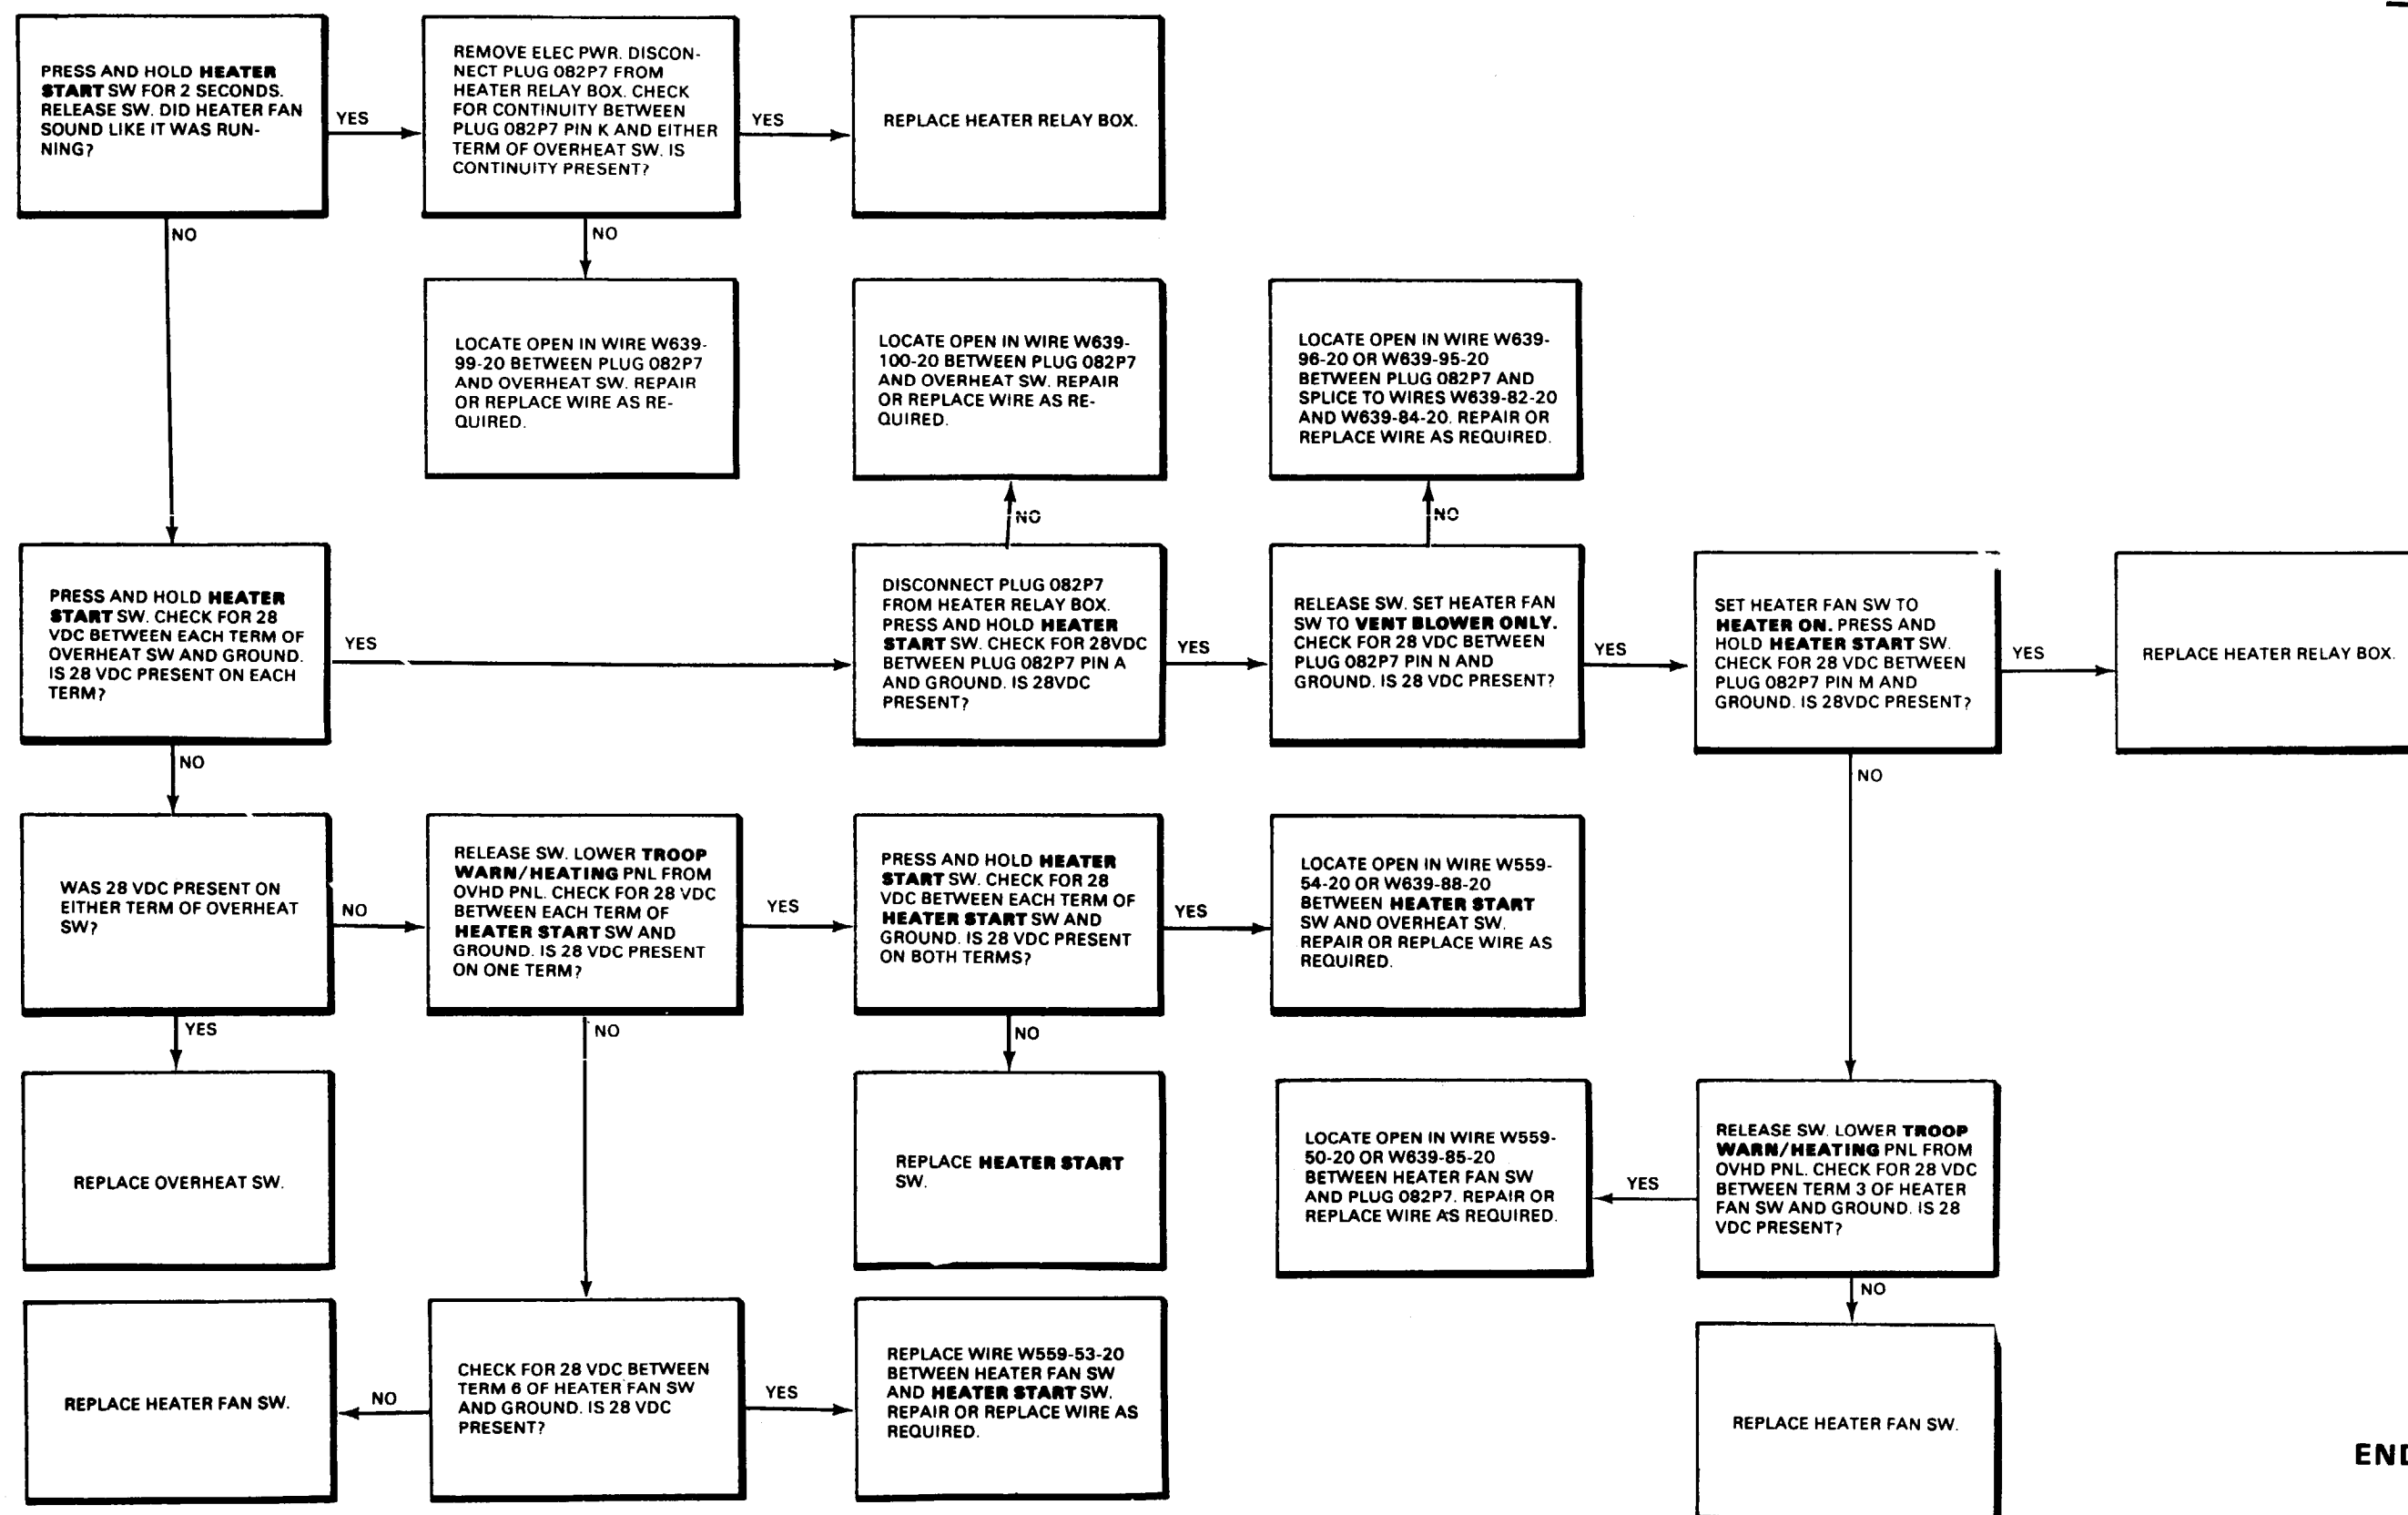 PRESS AND HOLD HEATER
START SW FOR 2 SECONDS.
RELEASE SW. DID HEATER FAN
SOUND LIKE IT WAS RUN-
NING?
YES
REMOVE ELEC PWR. DISCON-
NECT PLUG 082P7 FROM
HEATER RELAY BOX. CHECK
FOR CONTINUITY BETWEEN
PLUG 082P7 PIN K AND EITHER
TERM OF OVERHEAT SW. IS
CONTINUITY PRESENT?
YES
REPLACE HEATER RELAY BOX.
NO
NO
LOCATE OPEN IN WIRE W639-
99-20 BETWEEN PLUG 082P7
AND OVERHEAT SW. REPAIR
OR REPLACE WIRE AS RE-
QUIRED.
LOCATE OPEN IN WIRE W639-
100-20 BETWEEN PLUG 082P7
AND OVERHEAT SW. REPAIR
OR REPLACE WIRE AS RE-
QUIRED.
LOCATE OPEN IN WIRE W639-
96-20 OR W639-95-20
BETWEEN PLUG 082P7 AND
SPLICE TO WIRES W639-82-20
AND W639-84-20. REPAIR OR
REPLACE WIRE AS REQUIRED.
NO
NO
PRESS AND HOLD HEATER
START SW. CHECK FOR 28
VDC BETWEEN EACH TERM OF
OVERHEAT SW AND GROUND.
IS 28 VDC PRESENT ON EACH
TERM?
YES
DISCONNECT PLUG 082P7
FROM HEATER RELAY BOX.
PRESS AND HOLD HEATER
START SW. CHECK FOR 28VDC
BETWEEN PLUG 082P7 PIN A
AND GROUND. IS 28VDC
PRESENT?
YES
RELEASE SW. SET HEATER FAN
SW TO VENT BLOWER ONLY.
CHECK FOR 28 VDC BETWEEN
PLUG 082P7 PIN N AND
GROUND. IS 28 VDC PRESENT?
YES
SET HEATER FAN SW TO
HEATER ON. PRESS AND
HOLD HEATER START SW.
CHECK FOR 28 VDC BETWEEN
PLUG 082P7 PIN M AND
GROUND. IS 28VDC PRESENT?
YES
REPLACE HEATER RELAY BOX.
NO
NO
WAS 28 VDC PRESENT ON
EITHER TERM OF OVERHEAT
SW?
NO
RELEASE SW. LOWER TROOP
WARN/HEATING PNL FROM
OVHD PNL. CHECK FOR 28 VDC
BETWEEN EACH TERM OF
HEATER START SW AND
GROUND. IS 28 VDC PRESENT
ON ONE TERM?
YES
PRESS AND HOLD HEATER
START SW. CHECK FOR 28
VDC BETWEEN EACH TERM OF
HEATER START SW AND
GROUND. IS 28 VDC PRESENT
ON BOTH TERMS?
YES
LOCATE OPEN IN WIRE W559-
54-20 OR W639-88-20
BETWEEN HEATER START
SW AND OVERHEAT SW.
REPAIR OR REPLACE WIRE AS
REQUIRED.
YES
NO
NO
REPLACE OVERHEAT SW.
REPLACE HEATER START
SW.
LOCATE OPEN IN WIRE W559-
50-20 OR W639-85-20
BETWEEN HEATER FAN SW
AND PLUG 082P7. REPAIR OR
REPLACE WIRE AS REQUIRED.
YES
RELEASE SW. LOWER TROOP
WARN/HEATING PNL FROM
OVHD PNL. CHECK FOR 28 VDC
BETWEEN TERM 3 OF HEATER
FAN SW AND GROUND. IS 28
VDC PRESENT?
NO
REPLACE HEATER FAN SW.
NO
CHECK FOR 28 VDC BETWEEN
TERM 6 OF HEATER FAN SW
AND GROUND. IS 28 VDC
PRESENT?
YES
REPLACE WIRE W559-53-20
BETWEEN HEATER FAN SW
AND HEATER START SW.
REPAIR OR REPLACE WIRE AS
REQUIRED.
REPLACE HEATER FAN SW.
END